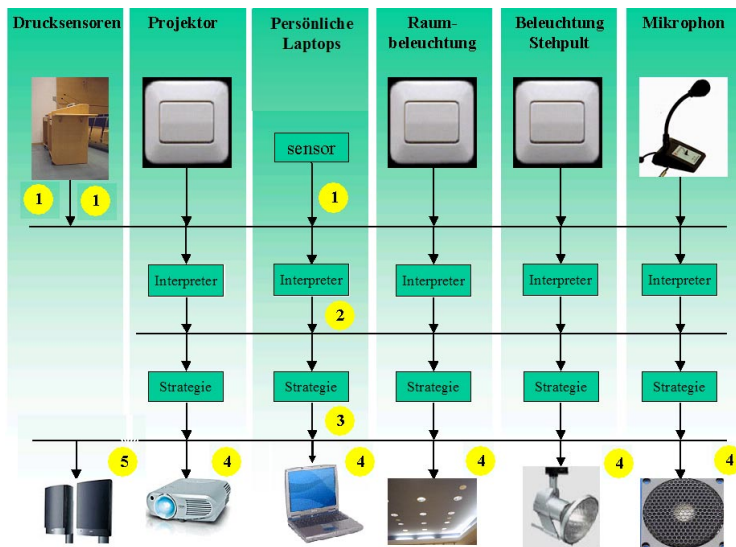 Drucksensoren
Projektor
Persönliche
Laptops
Raum-
beleuchtung
Beleuchtung
Stehpult
Mikrophon
sensor
1
1
1
Interpreter
Interpreter
Interpreter
Interpreter
Interpreter
2
Strategie
Strategie
Strategie
Strategie
Strategie
3
5
4
4
4
4
4